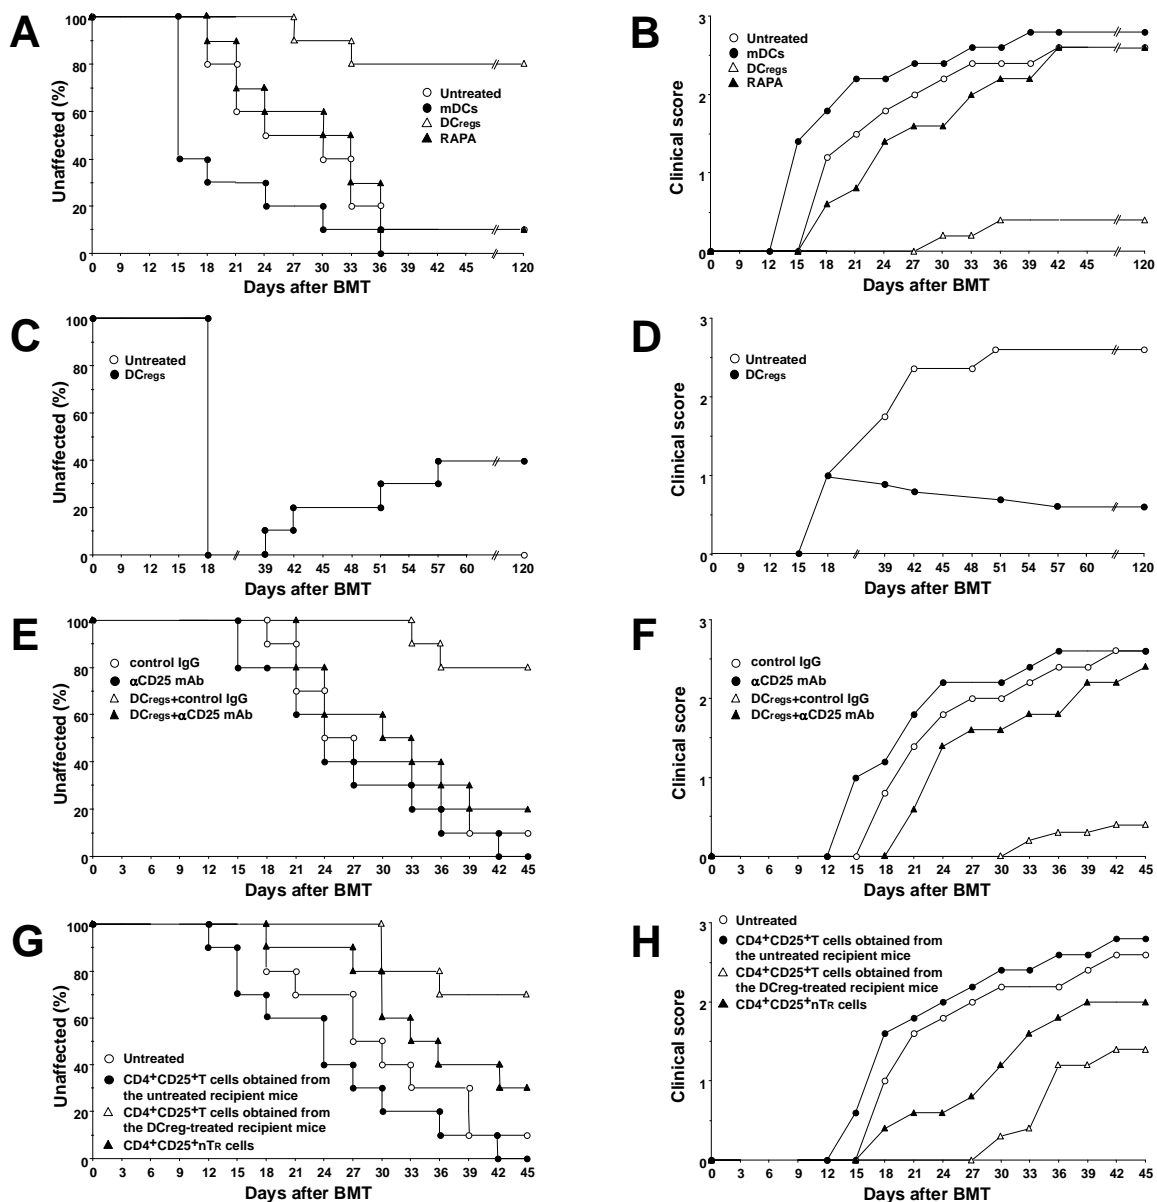 A
Unaffected (%)
100
80
60
40
20
0
Untreated
mDCs
DCregs
RAPA
0 9 12 15 18 21 24 27 30 33 36 39 42 45 120
Days after BMT
B
Clinical score
3
2
1
0
Untreated
mDCs
DCregs
RAPA
0 9 12 15 18 21 24 27 30 33 36 39 42 45 120
Days after BMT
C
Unaffected (%)
100
80
60
40
20
0
Untreated
DCregs
0 9 12 15 18 39 42 45 48 51 57 60 120
Days after BMT
D
Clinical score
3
2
1
0
Untreated
DCregs
0 9 12 15 18 39 42 45 48 51 54 57 60 120
Days after BMT
E
Unaffected (%)
100
80
60
40
20
0
control IgG
αCD25 mAb
DCregs+control IgG
DCregs+αCD25 mAb
0 3 6 9 12 15 18 21 24 27 30 33 36 39 42 45
Days after BMT
F
Clinical score
3
2
1
0
control IgG
αCD25 mAb
DCregs+control IgG
DCregs+αCD25 mAb
0 3 6 9 12 15 18 21 24 27 30 33 36 39 42 45
Days after BMT
G
Unaffected (%)
100
80
60
40
20
0
Untreated
CD4+CD25+T cells obtained from
the untreated recipient mice
CD4+CD25+T cells obtained from
the DCreg-treated recipient mice
CD4+CD25+nTR cells
0 3 6 9 12 15 18 21 24 27 30 33 36 39 42 45
Days after BMT
H
Clinical score
3
2
1
0
Untreated
CD4+CD25+T cells obtained from
the untreated recipient mice
CD4+CD25+T cells obtained from
the DCreg-treated recipient mice
CD4+CD25+nTR cells
0 3 6 9 12 15 18 21 24 27 30 33 36 39 42 45
Days after BMT